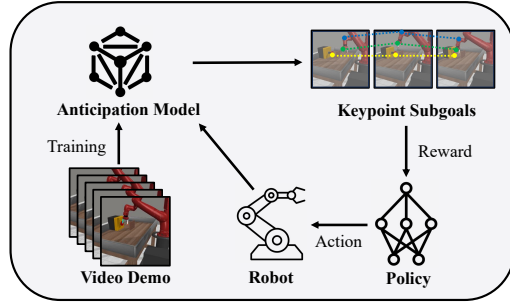 Anticipation Model
Keypoint Subgoals
Training
Reward
Action
Video Demo
Robot
Policy